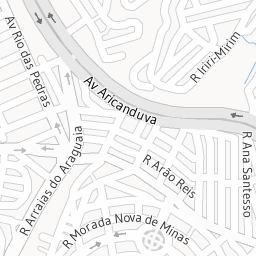 Av Rio das Pedras
Av Aricanduva
R Iriri-Mirim
R Ana Santesso
R Arraias do Araguaia
R Arão Reis
R Morada Nova de Minas